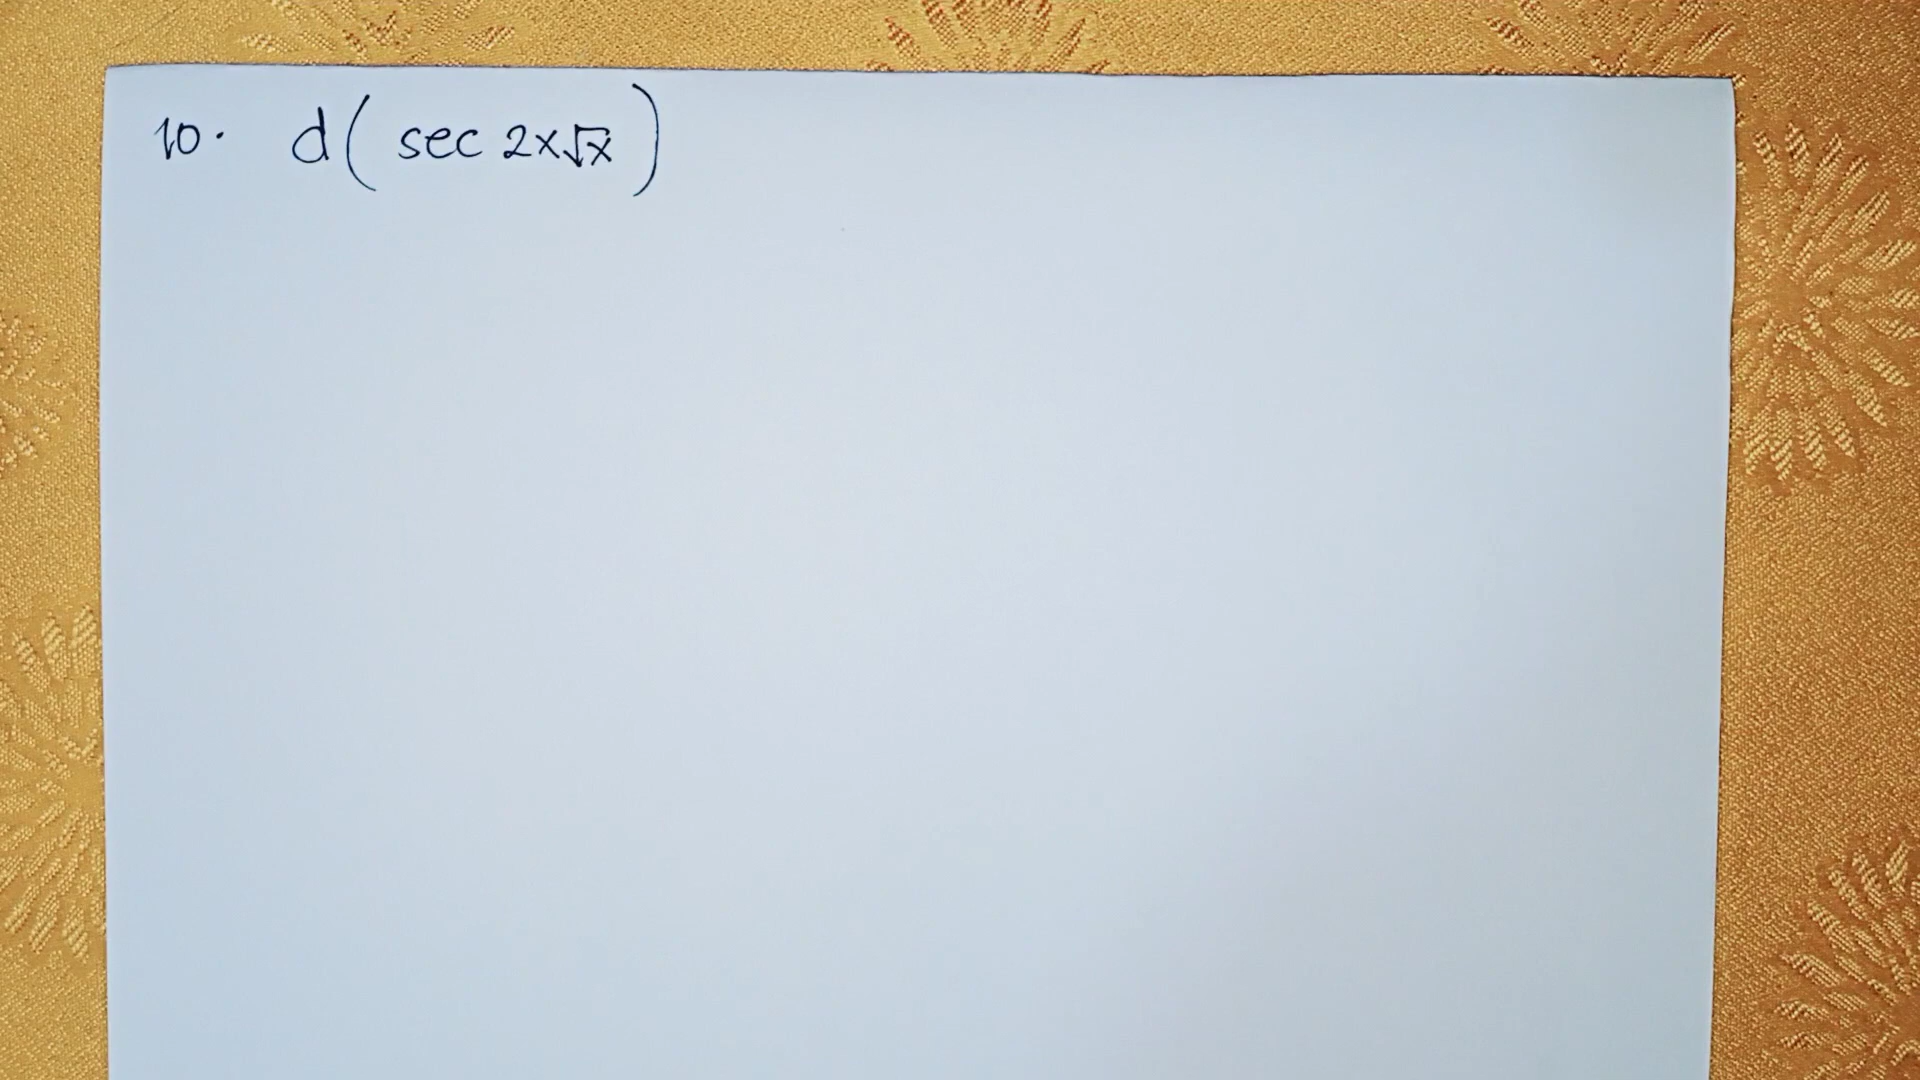 10. d( sec 2x√x )